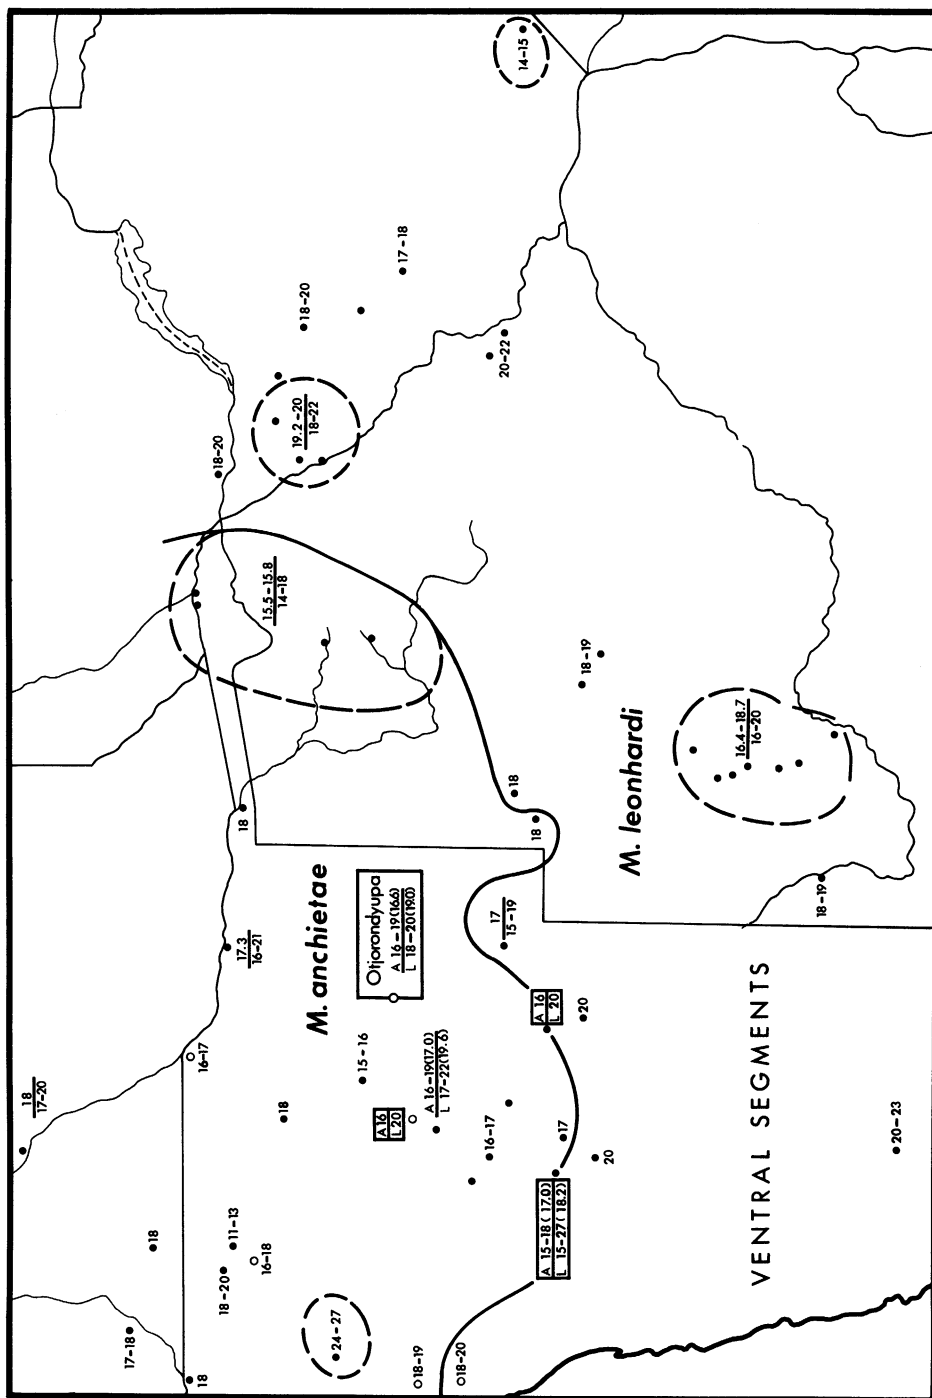 18
17-20
17-18
18
18
16-17
18-20
18-20
11-13
17.3
16-21
18
16-18
15.5-15.8
14-18
18
19.2-20
18-22
18-20
M. anchietae
24-27
15-16
Otjorondyupa
A 16-19(16.6)
L 18-20(19.0)
A16
L20
17-18
18-19
A 16-19(17.0)
L 17-22(19.6)
18-20
16-17
17
15-19
20-22
18
14-15
18
A 15-18(17.0)
L 15-27(18.2)
A 16
L 20
17
20
18-19
20
M. leonhardi
16.4-18.7
16-20
VENTRAL SEGMENTS
18-19
20-23